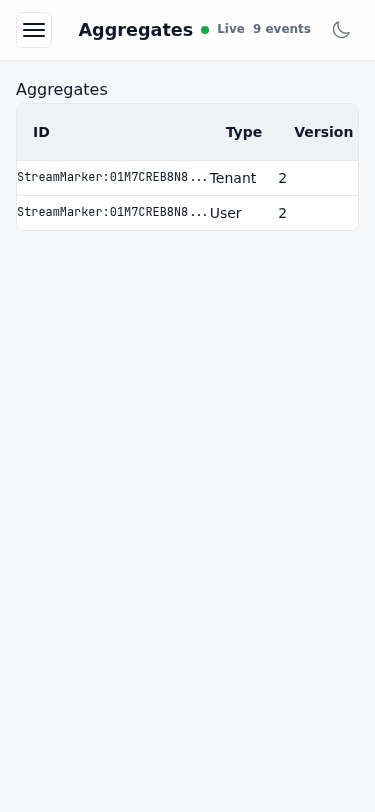 Aggregates Live 9 events
Aggregates
ID Type Version
StreamMarker:01M7CREB8N8... Tenant 2
StreamMarker:01M7CREB8N8... User 2